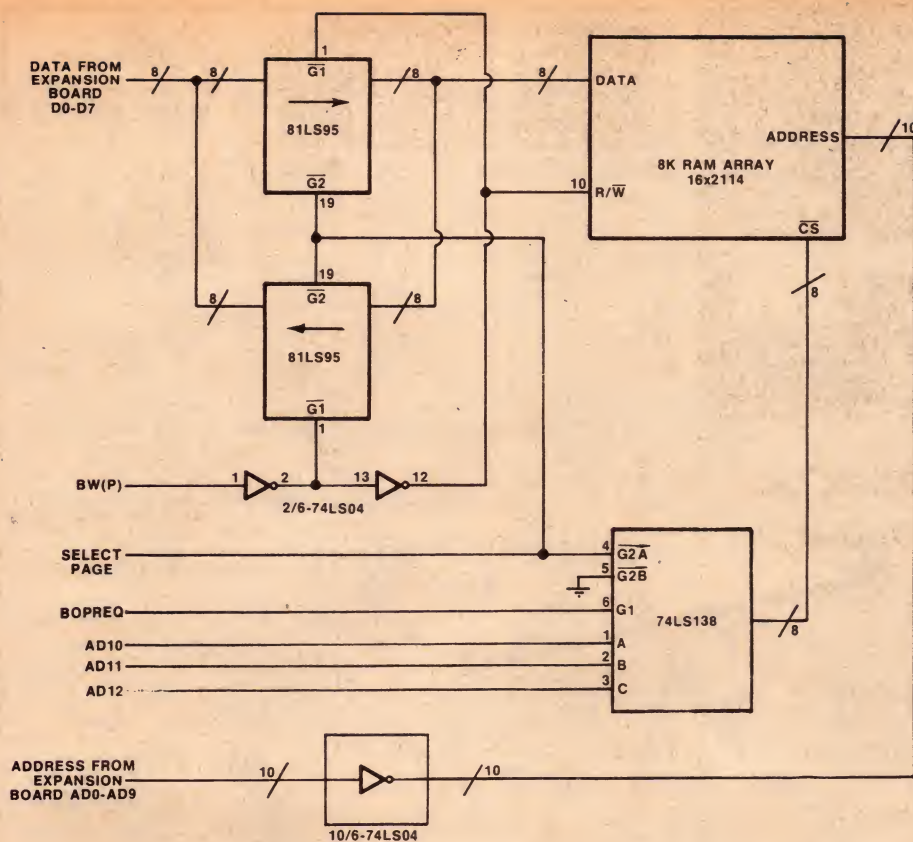 DATA FROM
EXPANSION
BOARD
D0-D7
8
8
1
G1
81LS95
G2
19
8
8
DATA
ADDRESS
10
8K RAM ARRAY
16x2114
10
R/W
CS
8
8
19
G2
8
81LS95
G1
1
BW(P)
1
2
13
12
2/6-74LS04
SELECT
PAGE
4
G2A
5
G2B
BOPREQ
6
G1
74LS138
8
AD10
1
A
AD11
2
B
AD12
3
C
ADDRESS FROM
EXPANSION
BOARD AD0-AD9
10
10
10/6-74LS04